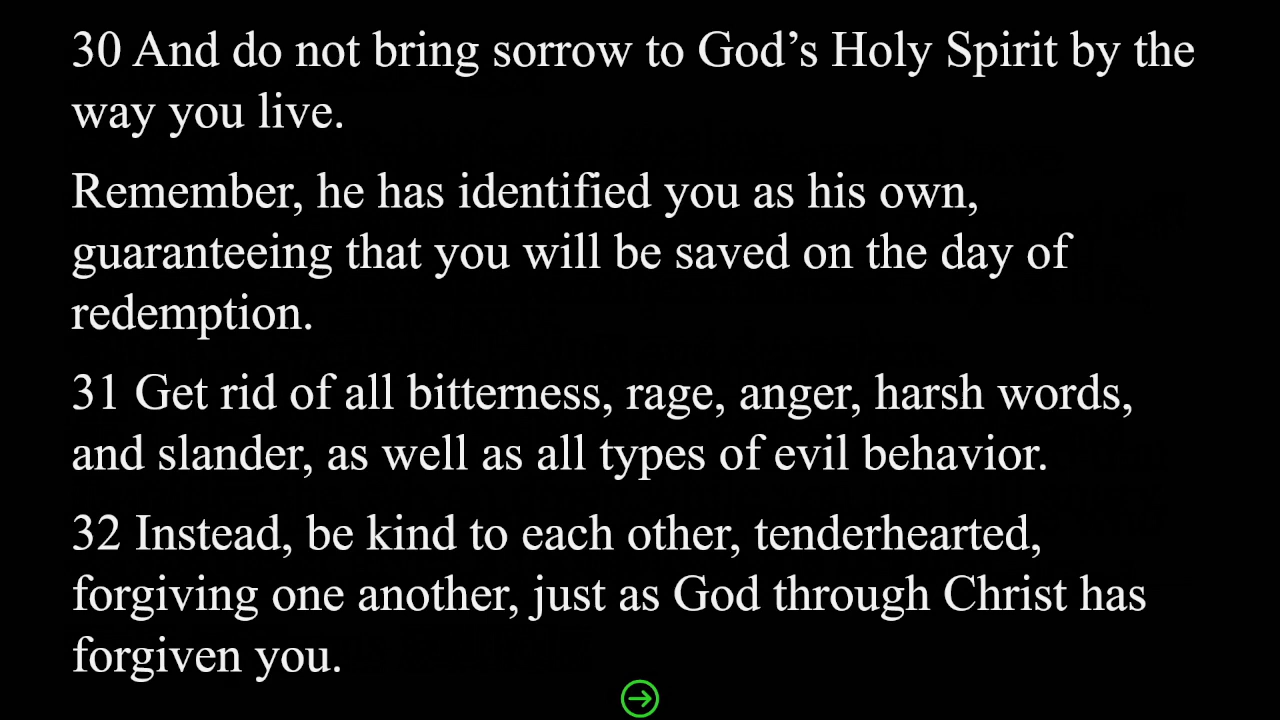 30 And do not bring sorrow to God’s Holy Spirit by the
way you live.
Remember, he has identified you as his own,
guaranteeing that you will be saved on the day of
redemption.
31 Get rid of all bitterness, rage, anger, harsh words,
and slander, as well as all types of evil behavior.
32 Instead, be kind to each other, tenderhearted,
forgiving one another, just as God through Christ has
forgiven you.